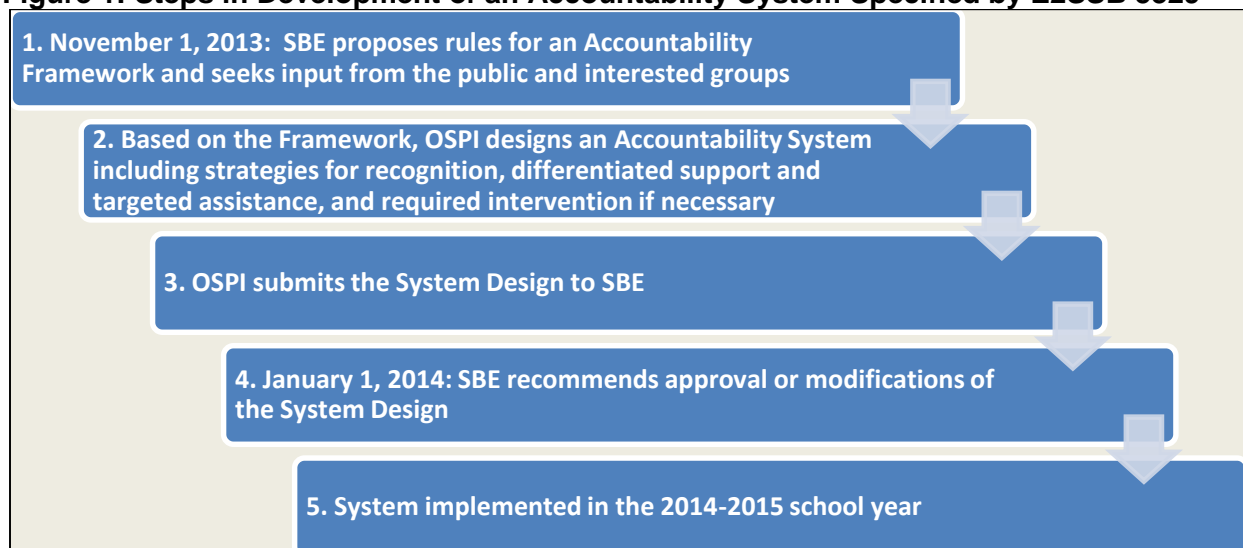 1. November 1, 2013:  SBE proposes rules for an Accountability
Framework and seeks input from the public and interested groups
2. Based on the Framework, OSPI designs an Accountability System
including strategies for recognition, differentiated support and
targeted assistance, and required intervention if necessary
3. OSPI submits the System Design to SBE
4. January 1, 2014: SBE recommends approval or modifications of
the System Design
5. System implemented in the 2014-2015 school year